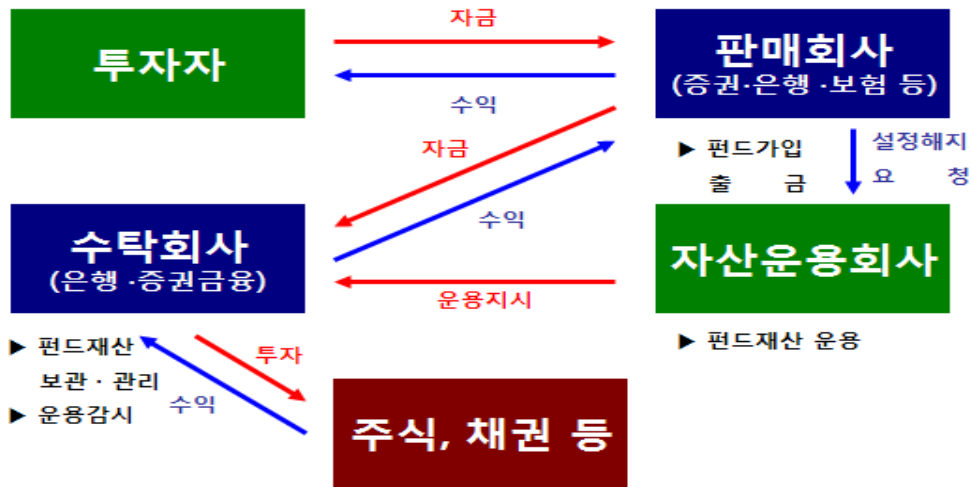 자금
투자자
판매회사
(증권·은행 ·보험 등)
수익
자금
▶ 펀드가입
출 금
설정해지
요 청
수익
수탁회사
(은행 ·증권금융)
자산운용회사
운용지시
▶ 펀드재산
보관 · 관리
▶ 운용감시
투자
수익
▶ 펀드재산 운용
주식, 채권 등